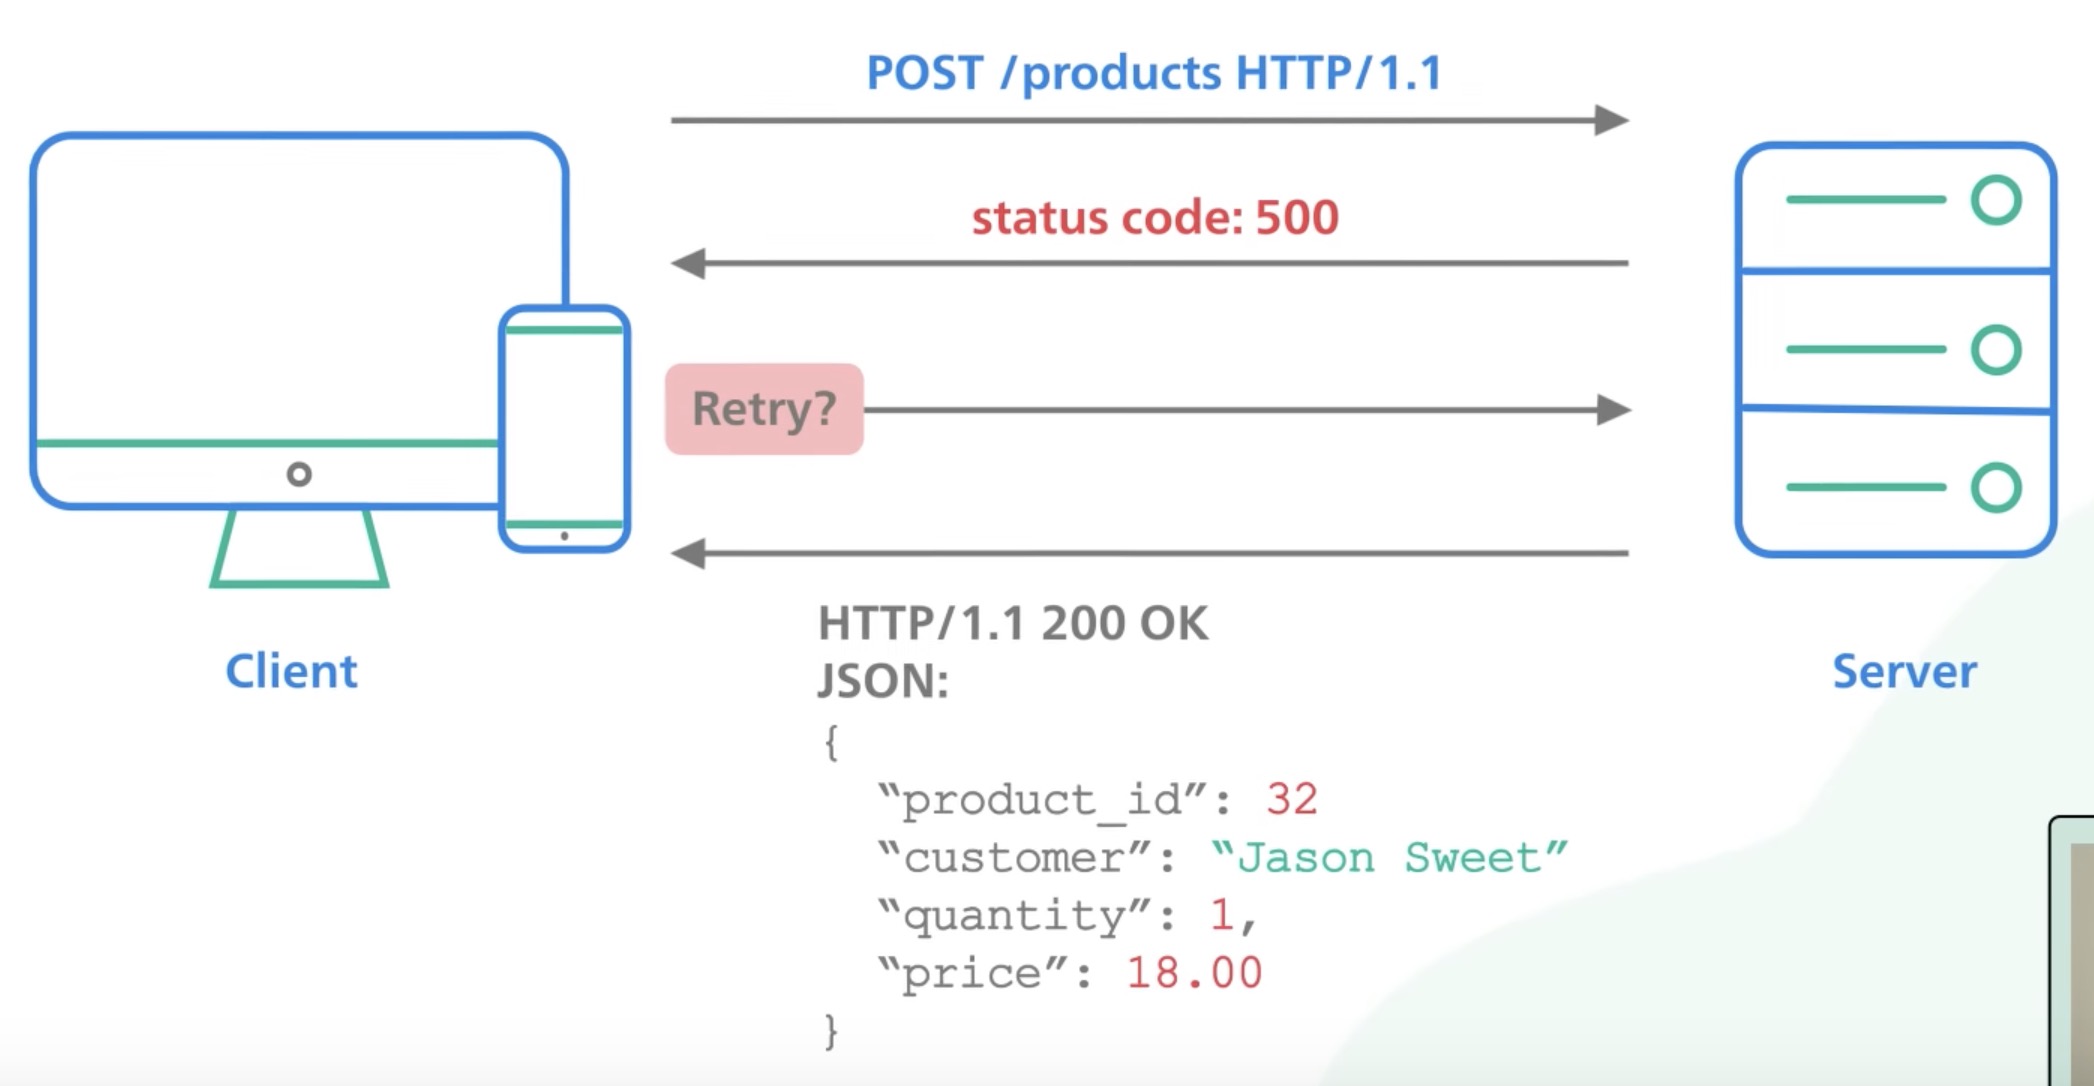 POST /products HTTP/1.1
status code: 500
Retry?
HTTP/1.1 200 OK
JSON:
{
“product_id”: 32
“customer”: “Jason Sweet”
“quantity”: 1,
“price”: 18.00
}
Client
Server